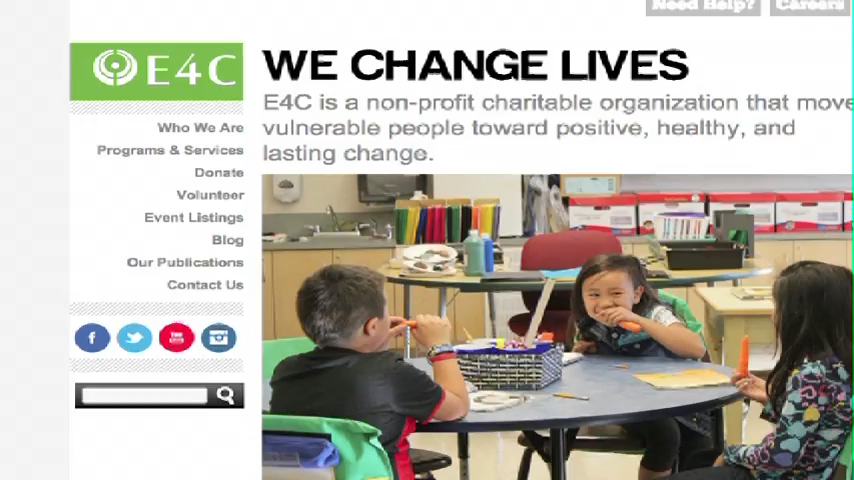 Need Help?
Careers
E4C
WE CHANGE LIVES
E4C is a non-profit charitable organization that move
vulnerable people toward positive, healthy, and
lasting change.
Who We Are
Programs & Services
Donate
Volunteer
Event Listings
Blog
Our Publications
Contact Us